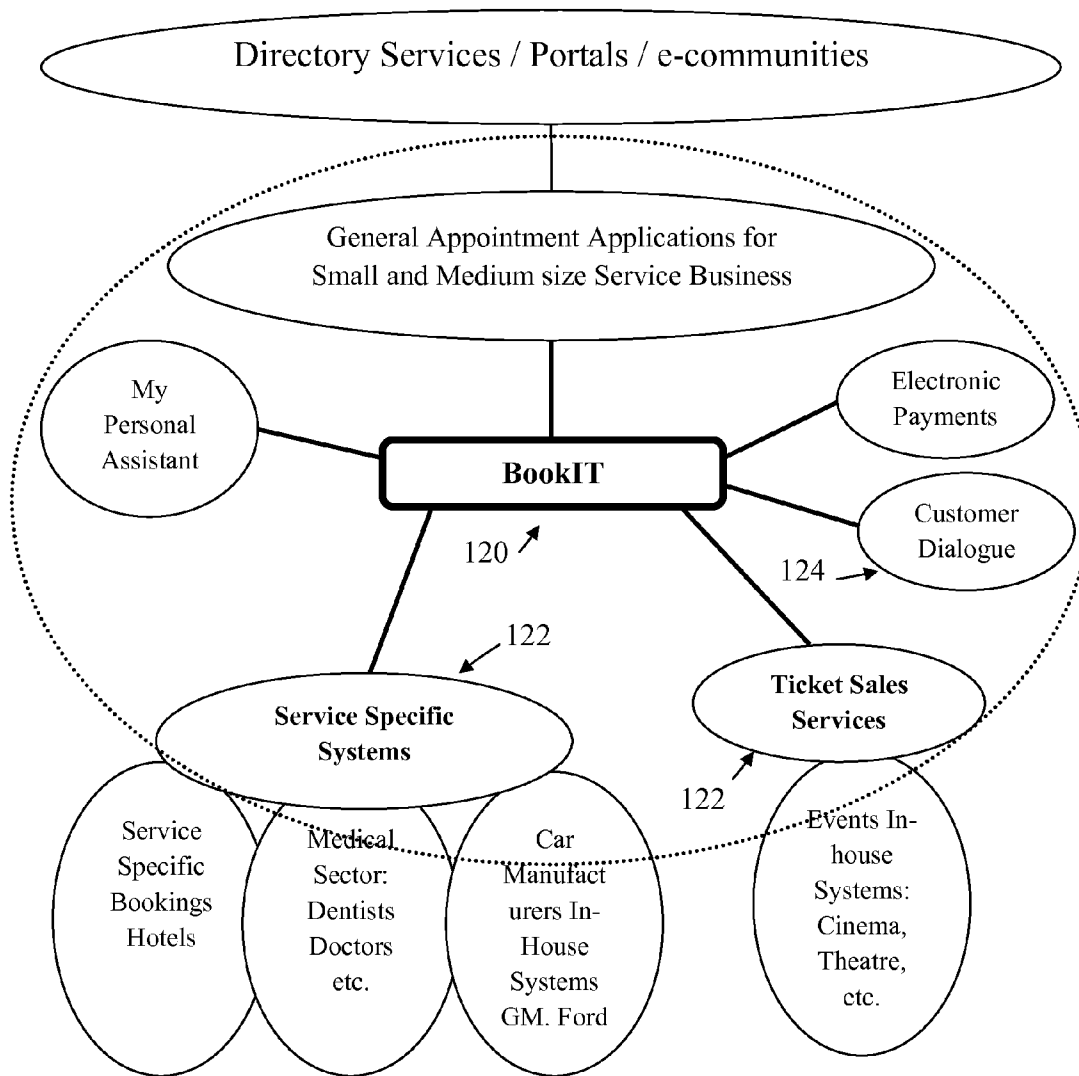 Directory Services / Portals / e-communities
General Appointment Applications for
Small and Medium size Service Business
My
Personal
Assistant
Electronic
Payments
BookIT
Customer
Dialogue
120
124
122
Service Specific
Systems
Ticket Sales
Services
122
Service
Specific
Bookings
Hotels
Medical
Sector:
Dentists
Doctors
etc.
Car
Manufact
urers In-
House
Systems
GM. Ford
Events In-
house
Systems:
Cinema,
Theatre,
etc.